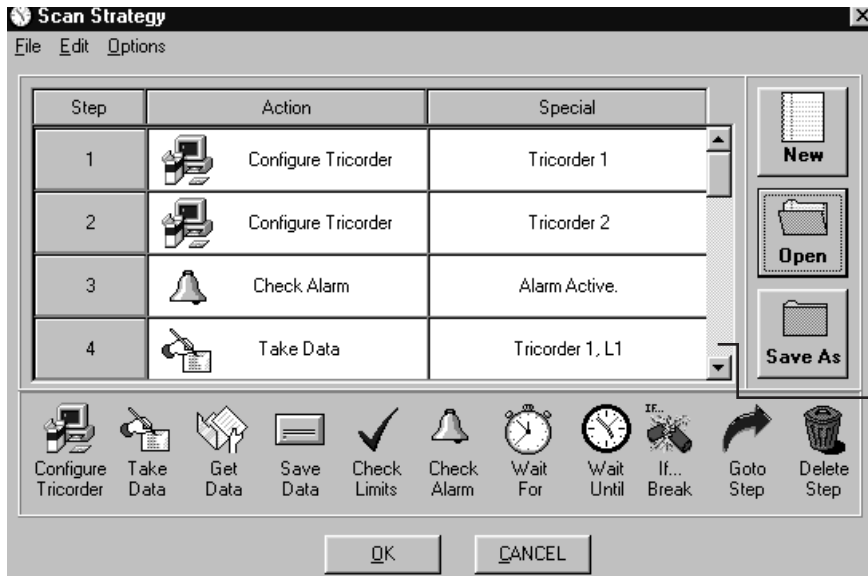 Scan Strategy
File Edit Options
Step Action Special
1 Configure Tricorder Tricorder 1
2 Configure Tricorder Tricorder 2
3 Check Alarm Alarm Active.
4 Take Data Tricorder 1, L1
New
Open
Save As
IF...
Configure Take Get Save Check Check Wait Wait If... Goto Delete
Tricorder Data Data Data Limits Alarm For Until Break Step Step
OK CANCEL